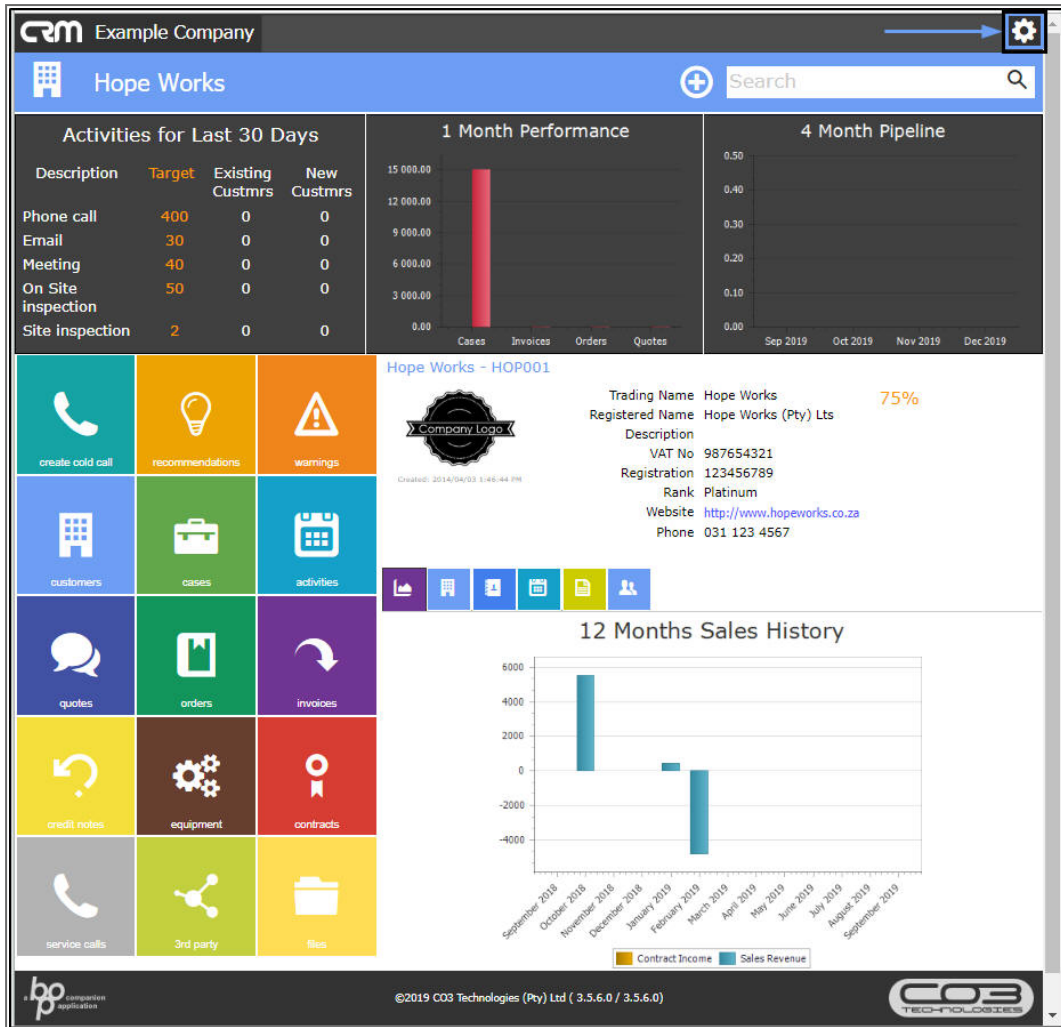 CRM Example Company
Hope Works
Search
Activities for Last 30 Days
Description Target Existing Custmrs New Custmrs
Phone call 400 0 0
Email 30 0 0
Meeting 40 0 0
On Site inspection 50 0 0
Site inspection 2 0 0
1 Month Performance
15 000.00
12 000.00
9 000.00
6 000.00
3 000.00
0.00
Cases Invoices Orders Quotes
4 Month Pipeline
0.50
0.40
0.30
0.20
0.10
0.00
Sep 2019 Oct 2019 Nov 2019 Dec 2019
create cold call
recommendations
warnings
customers
cases
activities
quotes
orders
invoices
credit notes
equipment
contracts
service calls
3rd party
files
Hope Works - HOP001
Company Logo
Created: 2014/04/03 1:46:44 PM
Trading Name Hope Works
75%
Registered Name Hope Works (Pty) Lts
Description
VAT No 987654321
Registration 123456789
Rank Platinum
Website http://www.hopeworks.co.za
Phone 031 123 4567
12 Months Sales History
6000
4000
2000
0
-2000
-4000
September 2018
October 2018
November 2018
December 2018
January 2019
February 2019
March 2019
April 2019
May 2019
June 2019
July 2019
August 2019
September 2019
Contract Income Sales Revenue
a bpo companion application
©2019 CO3 Technologies (Pty) Ltd ( 3.5.6.0 / 3.5.6.0)
CO3
TECHNOLOGIES